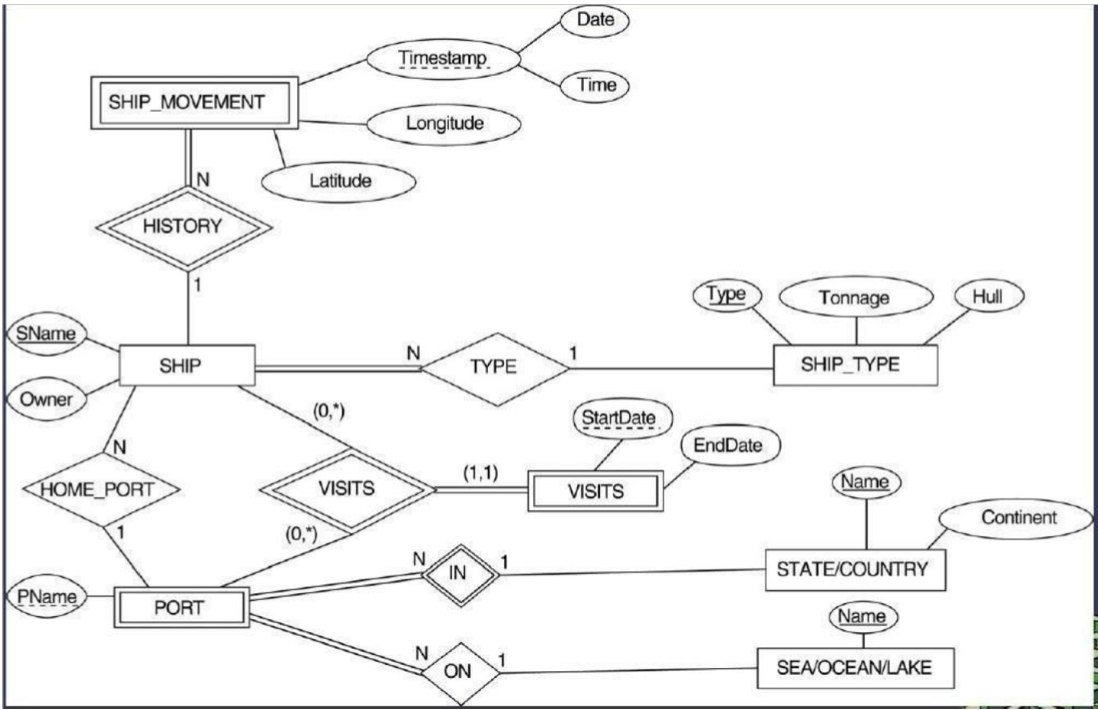 Date
Timestamp
Time
SHIP_MOVEMENT
Longitude
Latitude
N
HISTORY
1
SName
Type
Tonnage
Hull
SHIP
N
TYPE
1
SHIP_TYPE
Owner
(0,*)
StartDate
EndDate
N
HOME_PORT
VISITS
(1,1)
VISITS
Name
Continent
1
(0,*)
N
IN
1
STATE/COUNTRY
PName
PORT
Name
N
ON
1
SEA/OCEAN/LAKE